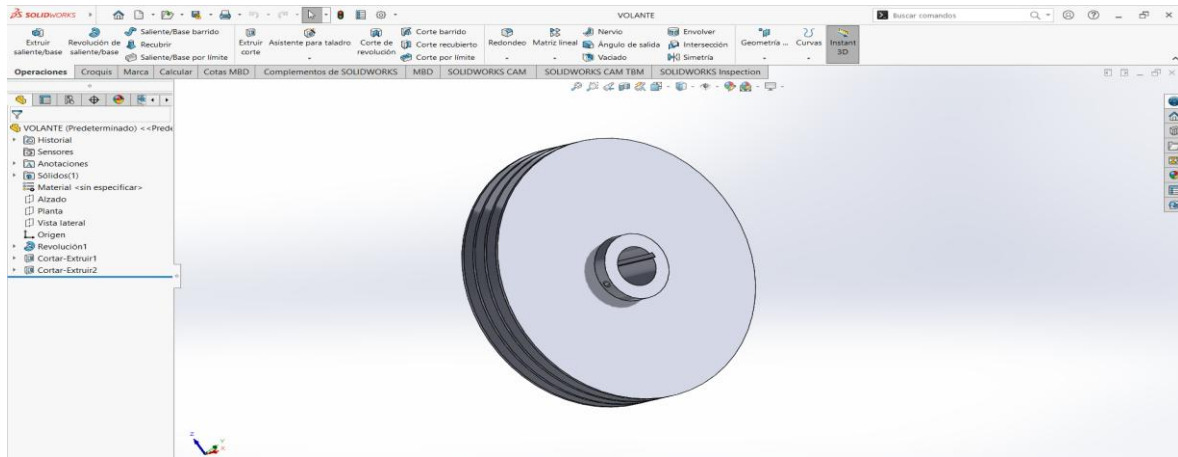 SOLIDWORKS
VOLANTE
Buscar comandos
Extruir saliente/base
Revolución de saliente/base
Saliente/Base barrido
Recubrir
Saliente/Base por límite
Extruir corte
Asistente para taladro
Corte de revolución
Corte barrido
Corte recubierto
Corte por límite
Redondeo
Matriz lineal
Nervio
Ángulo de salida
Vaciado
Envolver
Intersección
Simetría
Geometría ...
Curvas
Instant 3D
Operaciones
Croquis
Marca
Calcular
Cotas MBD
Complementos de SOLIDWORKS
MBD
SOLIDWORKS CAM
SOLIDWORKS CAM TBM
SOLIDWORKS Inspection
VOLANTE (Predeterminado) <<Prede
Historial
Sensores
Anotaciones
Sólidos(1)
Material <sin especificar>
Alzado
Planta
Vista lateral
Origen
Revolución1
Cortar-Extruir1
Cortar-Extruir2